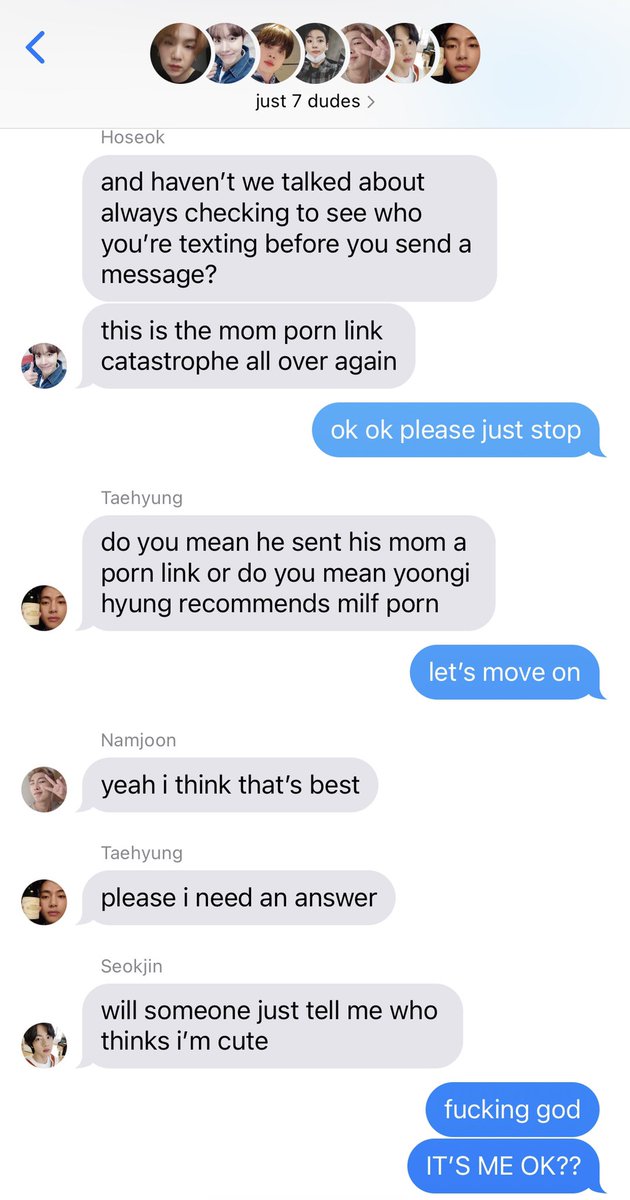 just 7 dudes >
Hoseok
and haven’t we talked about
always checking to see who
you’re texting before you send a
message?
this is the mom porn link
catastrophe all over again
ok ok please just stop
Taehyung
do you mean he sent his mom a
porn link or do you mean yoongi
hyung recommends milf porn
let’s move on
Namjoon
yeah i think that’s best
Taehyung
please i need an answer
Seokjin
will someone just tell me who
thinks i’m cute
fucking god
IT’S ME OK??